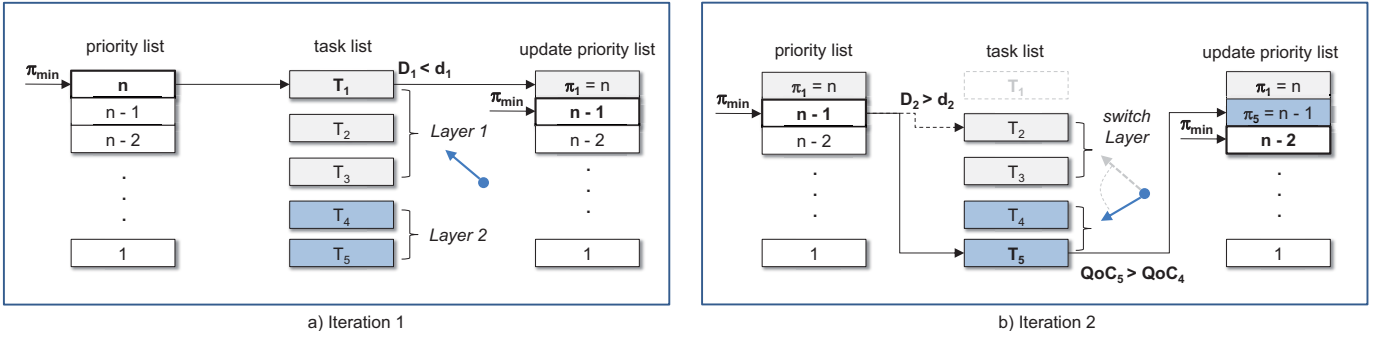 priority list
task list
update priority list
π_min
n
T₁
D₁ < d₁
π₁ = n
n - 1
T₂
Layer 1
π_min
n - 1
n - 2
T₃
n - 2
.
.
.
T₄
Layer 2
.
.
.
1
T₅
1
a) Iteration 1
priority list
task list
update priority list
π₁ = n
T₁
π₁ = n
π_min
n - 1
D₂ > d₂
T₂
switch
Layer
π₅ = n - 1
n - 2
T₃
π_min
n - 2
.
.
.
T₄
.
.
.
1
T₅
QoC₅ > QoC₄
1
b) Iteration 2